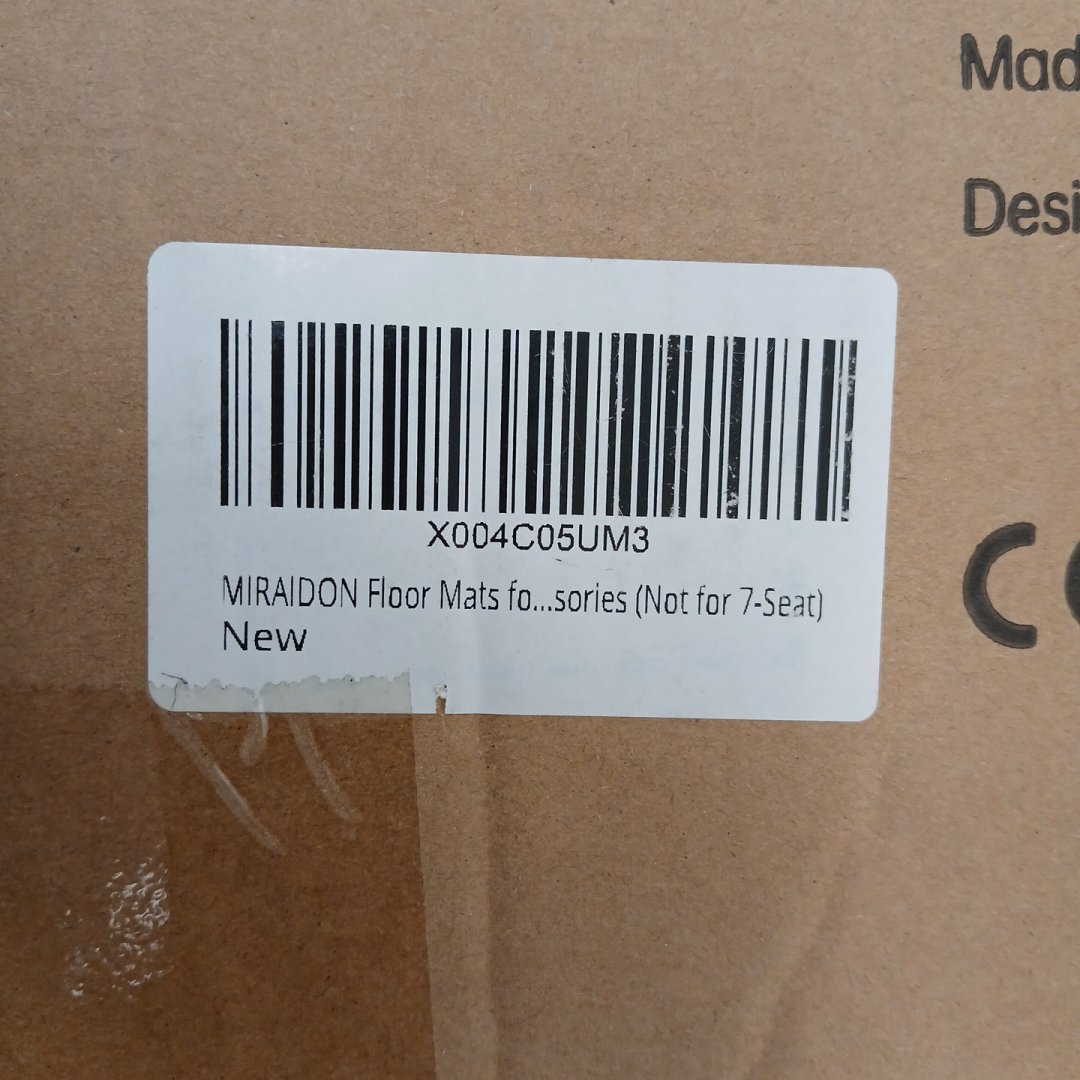 Mad
Desi
X004C05UM3
MIRAIDON Floor Mats fo...sories (Not for 7-Seat)
New
C